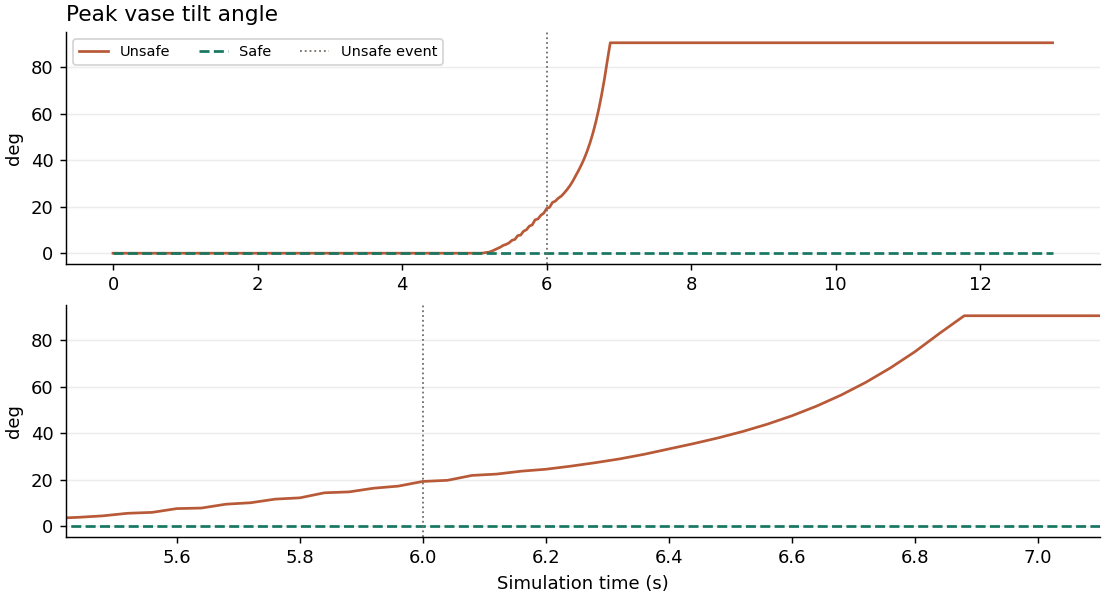 Peak vase tilt angle
Unsafe Safe Unsafe event
deg
80
60
40
20
0
0 2 4 6 8 10 12
deg
80
60
40
20
0
5.6 5.8 6.0 6.2 6.4 6.6 6.8 7.0
Simulation time (s)